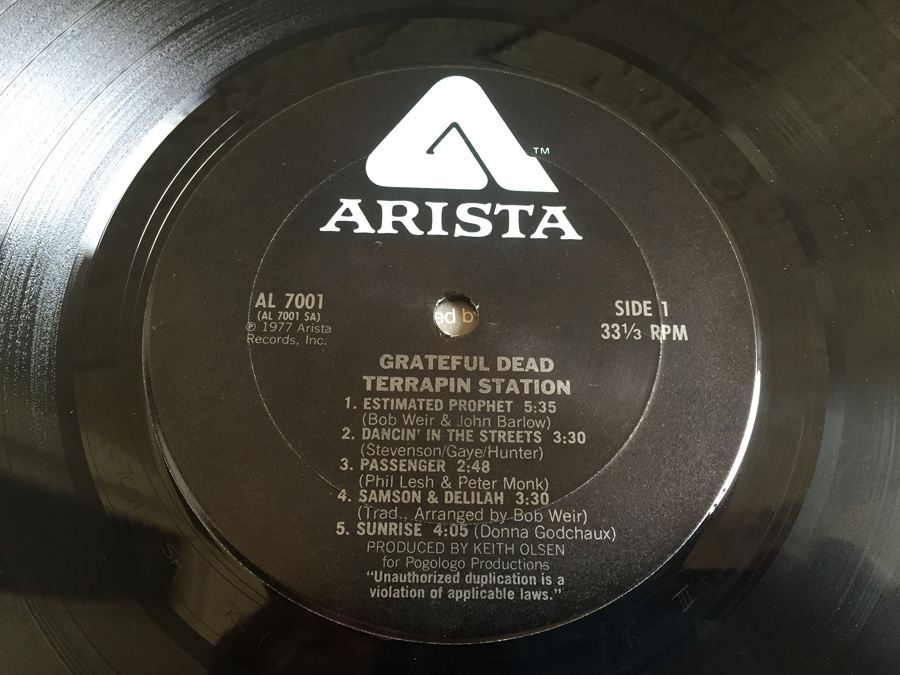 ™
ARISTA
AL 7001
(AL 7001 SA)
℗ 1977 Arista
Records, Inc.
ed by
SIDE 1
33⅓ RPM
GRATEFUL DEAD
TERRAPIN STATION
1. ESTIMATED PROPHET 5:35
(Bob Weir & John Barlow)
2. DANCIN' IN THE STREETS 3:30
(Stevenson/Gaye/Hunter)
3. PASSENGER 2:48
(Phil Lesh & Peter Monk)
4. SAMSON & DELILAH 3:30
(Trad., Arranged by Bob Weir)
5. SUNRISE 4:05 (Donna Godchaux)
PRODUCED BY KEITH OLSEN
for Pogologo Productions
“Unauthorized duplication is a
violation of applicable laws.”